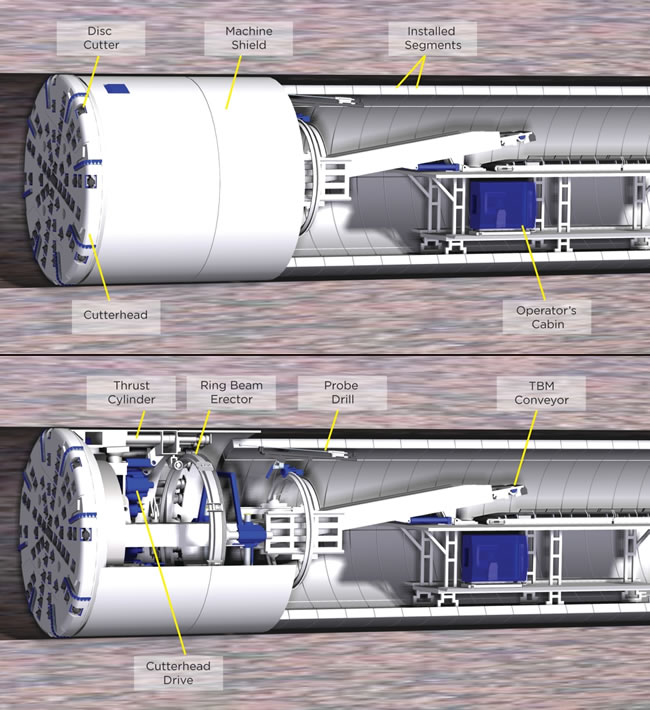 Disc
Cutter
Machine
Shield
Installed
Segments
Cutterhead
Operator's
Cabin
Thrust
Cylinder
Ring Beam
Erector
Probe
Drill
TBM
Conveyor
Cutterhead
Drive